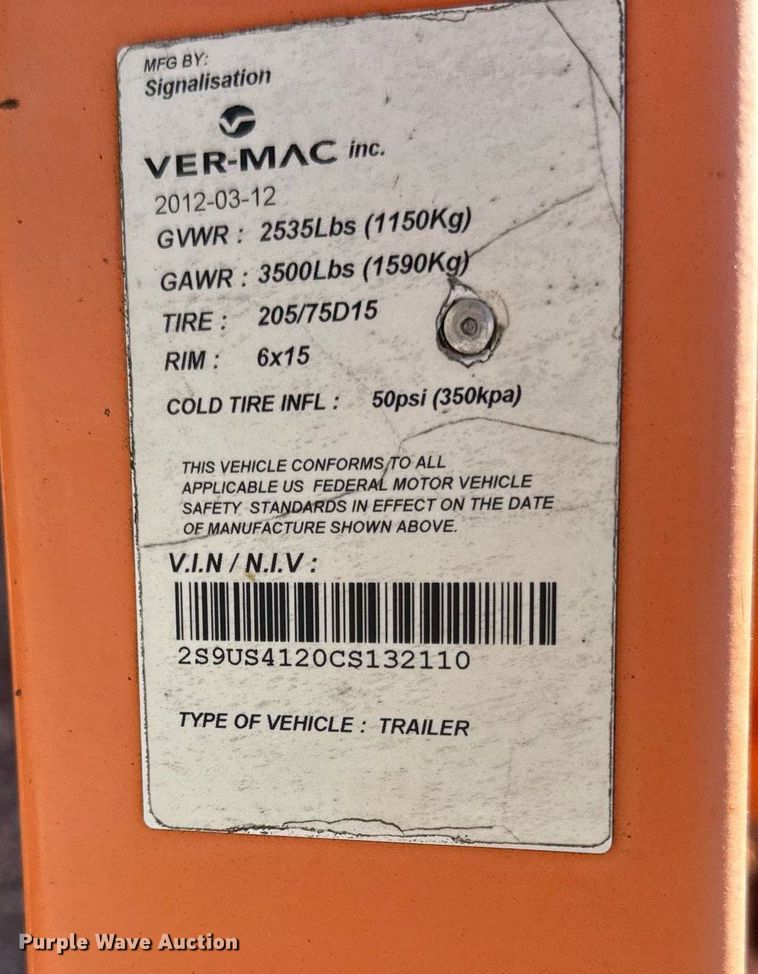 MFG BY:
Signalisation
VER-MAC inc.
2012-03-12
GVWR : 2535Lbs (1150Kg)
GAWR : 3500Lbs (1590Kg)
TIRE : 205/75D15
RIM : 6x15
COLD TIRE INFL : 50psi (350kpa)
THIS VEHICLE CONFORMS TO ALL
APPLICABLE US FEDERAL MOTOR VEHICLE
SAFETY STANDARDS IN EFFECT ON THE DATE
OF MANUFACTURE SHOWN ABOVE.
V.I.N / N.I.V :
2S9US4120CS132110
TYPE OF VEHICLE : TRAILER
Purple Wave Auction